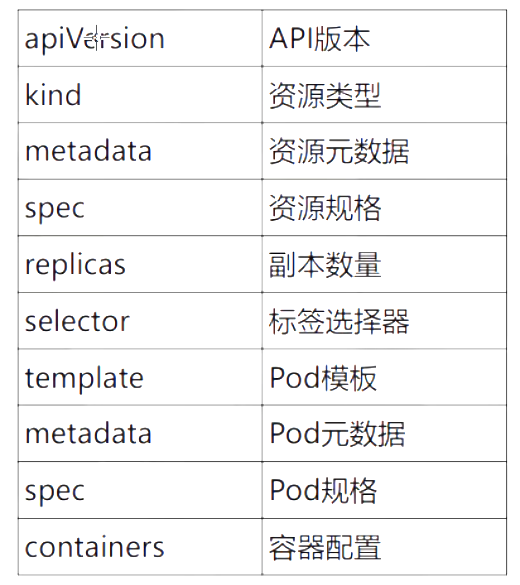 apiVersion API版本
kind 资源类型
metadata 资源元数据
spec 资源规格
replicas 副本数量
selector 标签选择器
template Pod模板
metadata Pod元数据
spec Pod规格
containers 容器配置